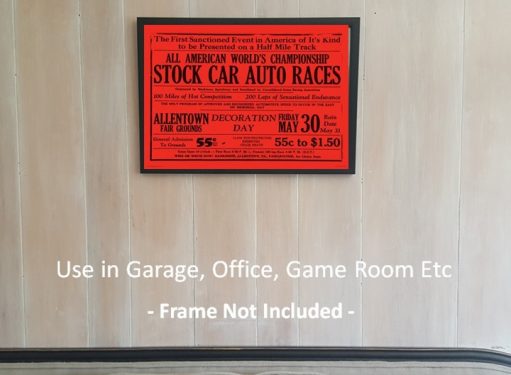 The First Sanctioned Event in America of It's Kind
to be Presented on a Half Mile Track
ALL AMERICAN WORLD'S CHAMPIONSHIP
STOCK CAR AUTO RACES
100 Miles of Hot Competition 200 Laps of Sensational Endurance
ALLENTOWN
FAIR GROUNDS
DECORATION
DAY
FRIDAY
MAY 30
Rain
Date
May 31
General Admission
To Grounds
55c
55c to $1.50
Use in Garage, Office, Game Room Etc
- Frame Not Included -